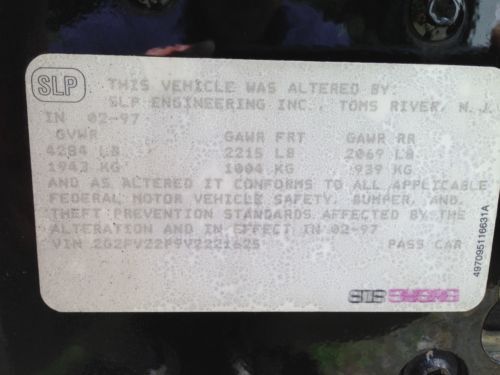 SLP THIS VEHICLE WAS ALTERED BY:
SLP ENGINEERING INC., TOMS RIVER, N.J.
IN 02-97
GVWR GAWR FRT GAWR RR
4284 LB 2215 LB 2069 LB
1943 KG 1004 KG 939 KG
AND AS ALTERED IT CONFORMS TO ALL APPLICABLE
FEDERAL MOTOR VEHICLE SAFETY, BUMPER, AND
THEFT PREVENTION STANDARDS AFFECTED BY THE
ALTERATION AND IN EFFECT IN 02-97
VIN 2G2FV22P9V2221625 PASS CAR
497095116631A